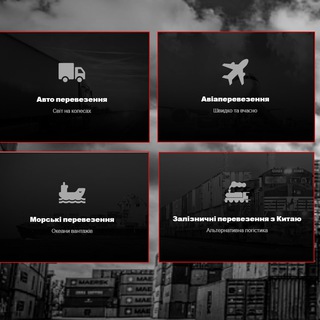 Авто перевезення
Світ на колесах
Авіаперевезення
Швидко та вчасно
Морські перевезення
Океани вантажів
Залізничні перевезення з Китаю
Альтернативна логістика